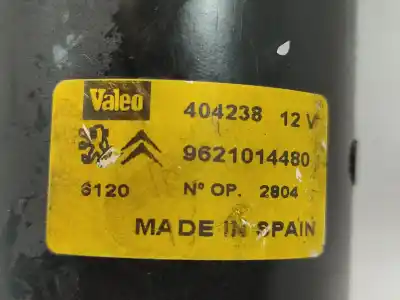 Valeo 404238 12 V
9621014480
6120 Nº OP. 2804
MADE IN SPAIN